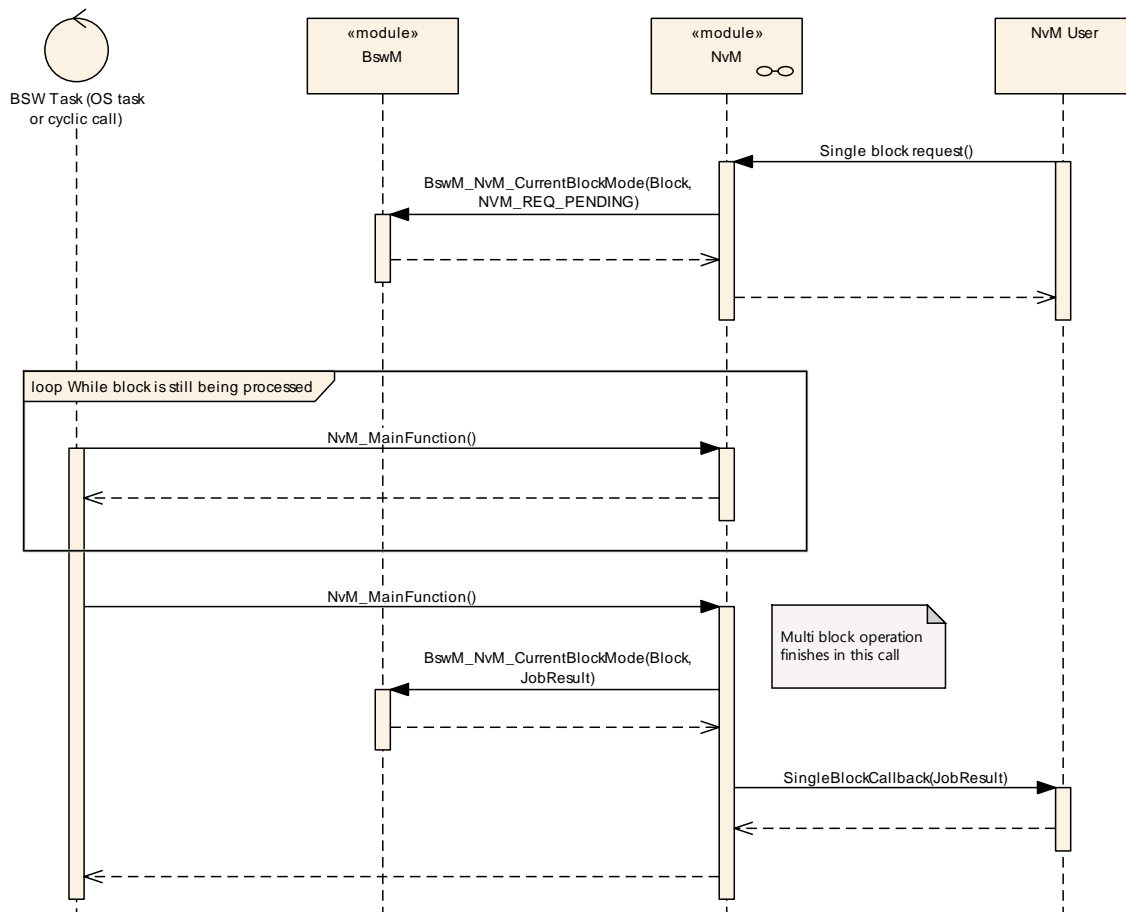 «module»
BswM
«module»
NvM
NvM User
BSW Task (OS task
or cyclic call)
Single block request()
BswM_NvM_CurrentBlockMode(Block,
NVM_REQ_PENDING)
loop While block is still being processed
NvM_MainFunction()
NvM_MainFunction()
Multi block operation
finishes in this call
BswM_NvM_CurrentBlockMode(Block,
JobResult)
SingleBlockCallback(JobResult)